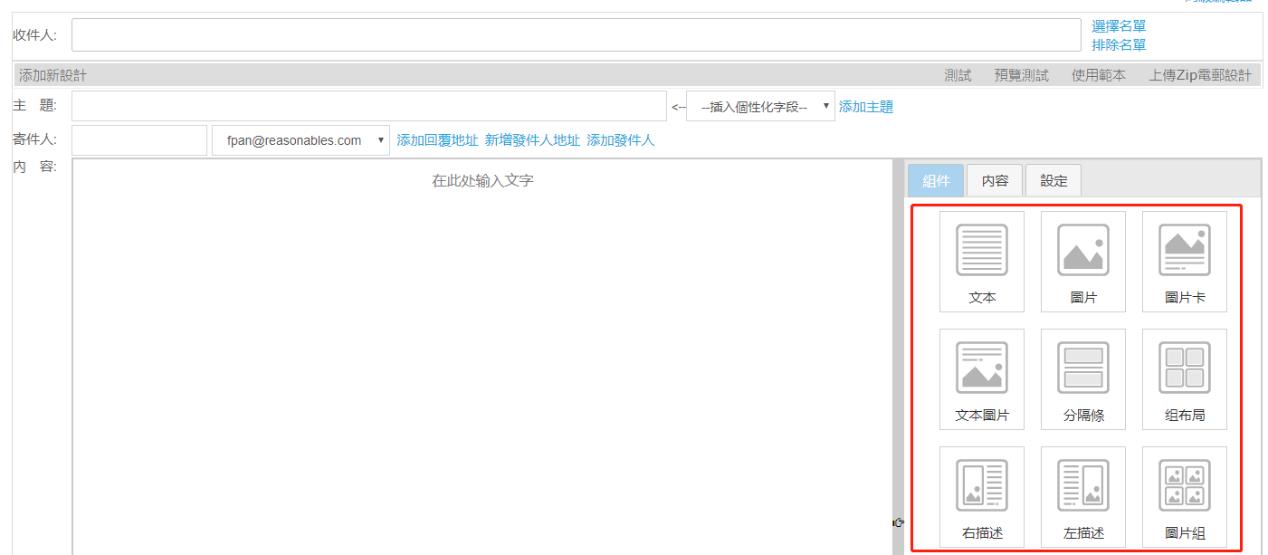 收件人:
選擇名單
排除名單
添加新設計 測試 預覽測試 使用範本 上傳Zip電郵設計
主 題: <-- --插入個性化字段-- 添加主題
寄件人: fpan@reasonables.com 添加回覆地址 新增發件人地址 添加發件人
内 容: 在此处输入文字
組件 内容 設定
文本 圖片 圖片卡
文本圖片 分隔條 组布局
右描述 左描述 圖片組